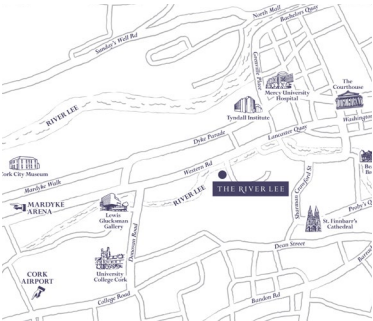 North Mall
Bachelors Quay
Sunday's Well Rd
Grenville Place
Mercy University
Hospital
The
Courthouse
Tyndall Institute
RIVER LEE
Washington
Lancaster Quay
Dyke Parade
Cork City Museum
Western Rd
Mardyke Walk
THE RIVER LEE
RIVER LEE
MARDYKE
ARENA
Lewis
Glucksman
Gallery
Sharman Crawford St
St. Finnbarr's
Cathedral
Donovan Road
Dean Street
University
College Cork
CORK
AIRPORT
College Road
Bandon Rd